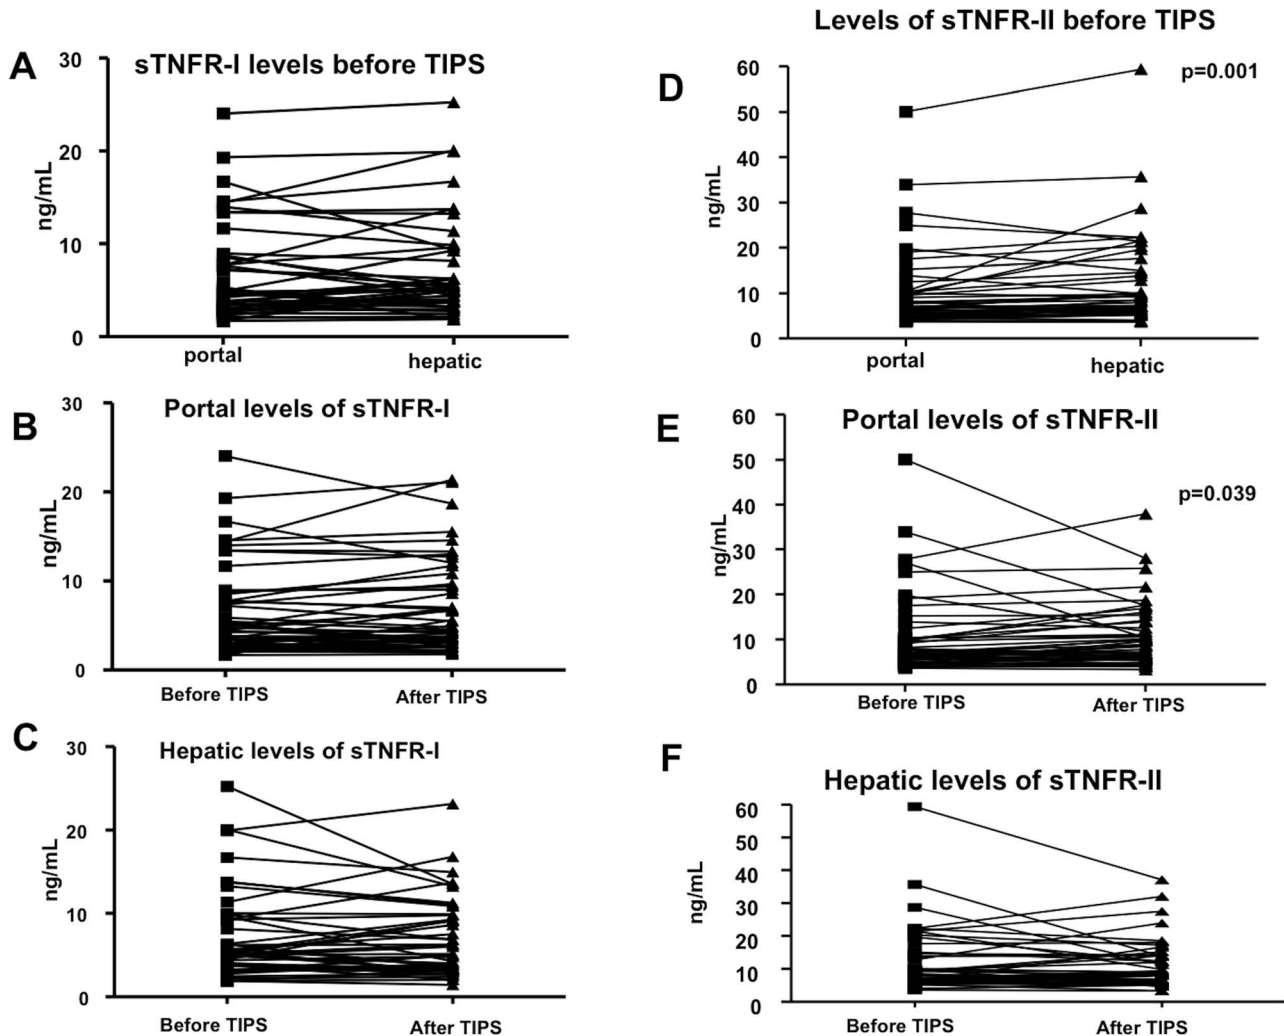 A
sTNFR-I levels before TIPS
30
20
10
0
ng/mL
portal
hepatic
B
Portal levels of sTNFR-I
30
20
10
0
ng/mL
Before TIPS
After TIPS
C
Hepatic levels of sTNFR-I
30
20
10
0
ng/mL
Before TIPS
After TIPS
Levels of sTNFR-II before TIPS
D
p=0.001
60
50
40
30
20
10
0
ng/mL
portal
hepatic
E
Portal levels of sTNFR-II
p=0.039
60
50
40
30
20
10
0
ng/mL
Before TIPS
After TIPS
F
Hepatic levels of sTNFR-II
60
50
40
30
20
10
0
ng/mL
Before TIPS
After TIPS